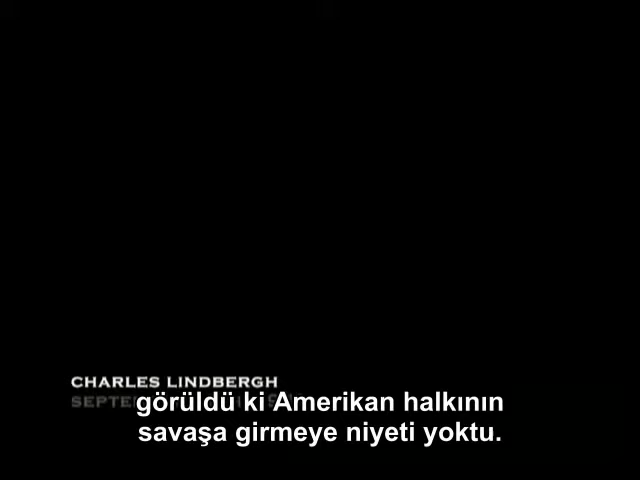 CHARLES LINDBERGH
görüldü ki Amerikan halkının
savaşa girmeye niyeti yoktu.